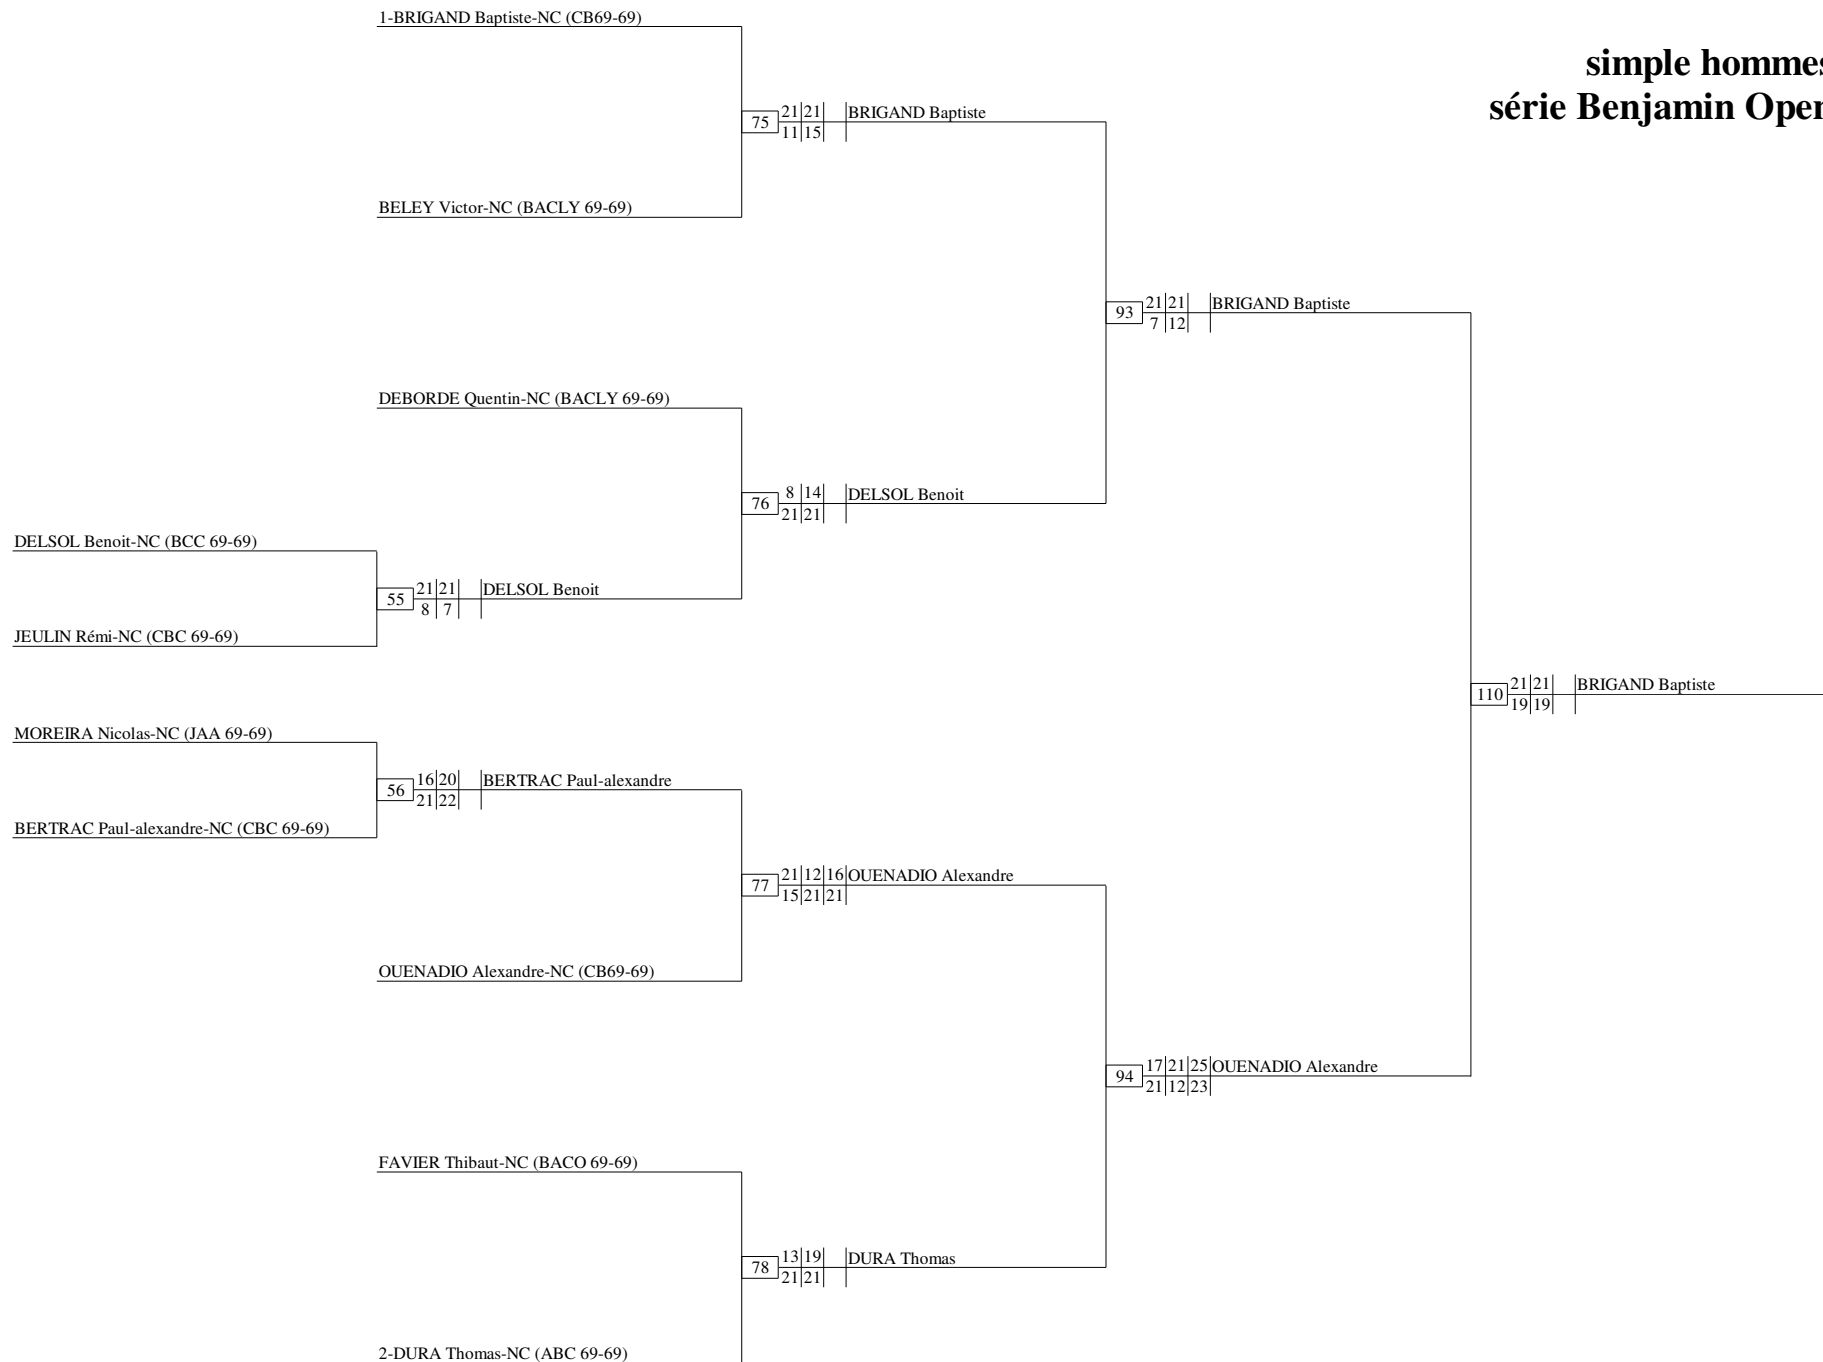 1-BRIGAND Baptiste-NC (CB69-69)
simple hommes
série Benjamin Open
75 21 21 BRIGAND Baptiste
11 15
BELEY Victor-NC (BACLY 69-69)
93 21 21 BRIGAND Baptiste
7 12
DEBORDE Quentin-NC (BACLY 69-69)
76 8 14 DELSOL Benoit
21 21
DELSOL Benoit-NC (BCC 69-69)
55 21 21 DELSOL Benoit
8 7
JEULIN Rémi-NC (CBC 69-69)
110 21 21 BRIGAND Baptiste
19 19
MOREIRA Nicolas-NC (JAA 69-69)
56 16 20 BERTRAC Paul-alexandre
21 22
BERTRAC Paul-alexandre-NC (CBC 69-69)
77 21 12 16 OUENADIO Alexandre
15 21 21
OUENADIO Alexandre-NC (CB69-69)
94 17 21 25 OUENADIO Alexandre
21 12 23
FAVIER Thibaut-NC (BACO 69-69)
78 13 19 DURA Thomas
21 21
2-DURA Thomas-NC (ABC 69-69)